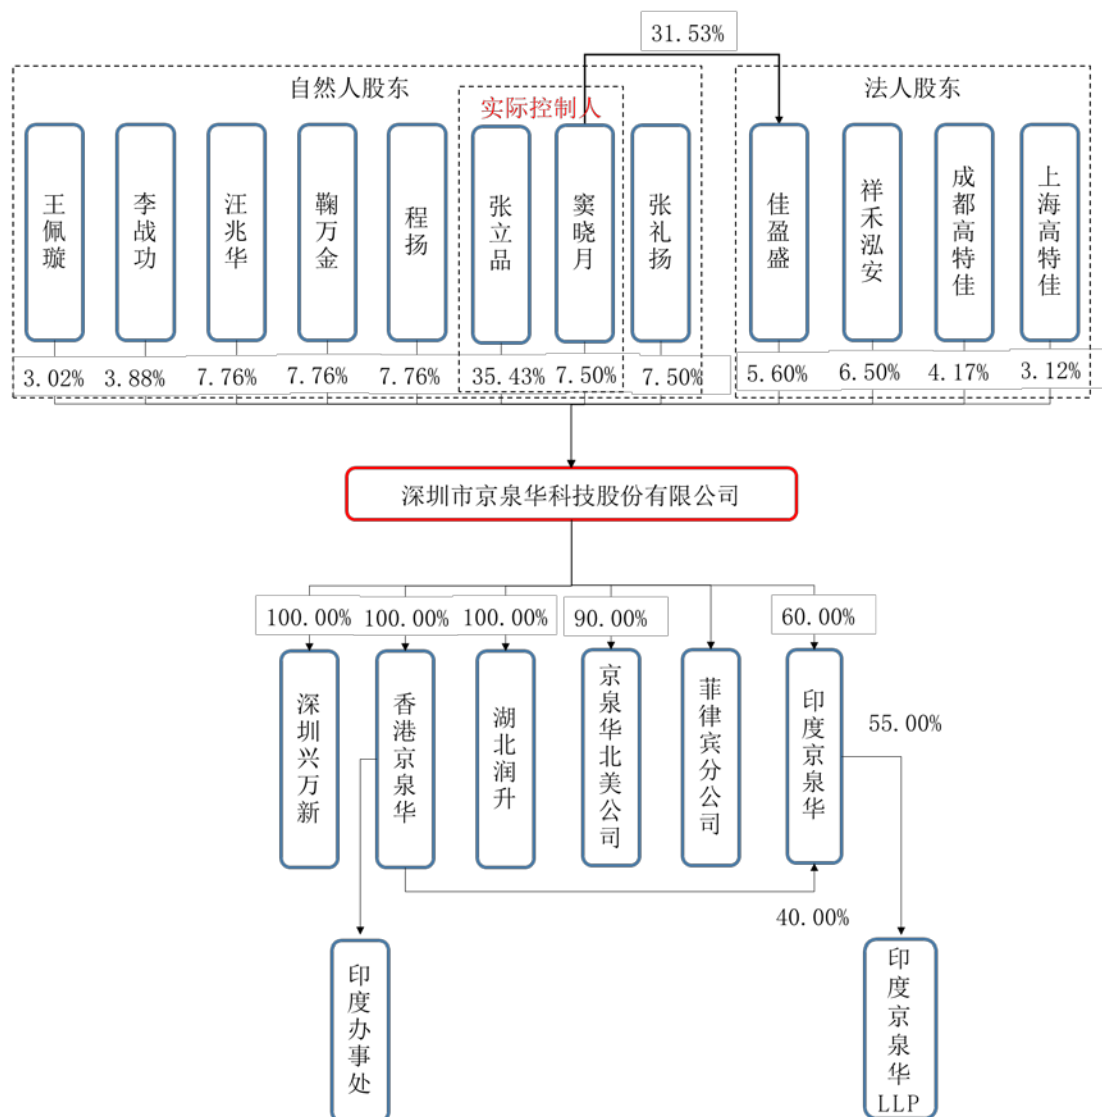 31.53%
自然人股东
法人股东
实际控制人
王佩璇
李战功
汪兆华
鞠万金
程扬
张立品
窦晓月
张礼扬
佳盈盛
祥禾泓安
成都高特佳
上海高特佳
3.02%
3.88%
7.76%
7.76%
7.76%
35.43%
7.50%
7.50%
5.60%
6.50%
4.17%
3.12%
深圳市京泉华科技股份有限公司
100.00%
100.00%
100.00%
90.00%
60.00%
深圳兴万新
香港京泉华
湖北润升
京泉华北美公司
菲律宾分公司
印度京泉华
55.00%
40.00%
印度办事处
印度京泉华
LLP